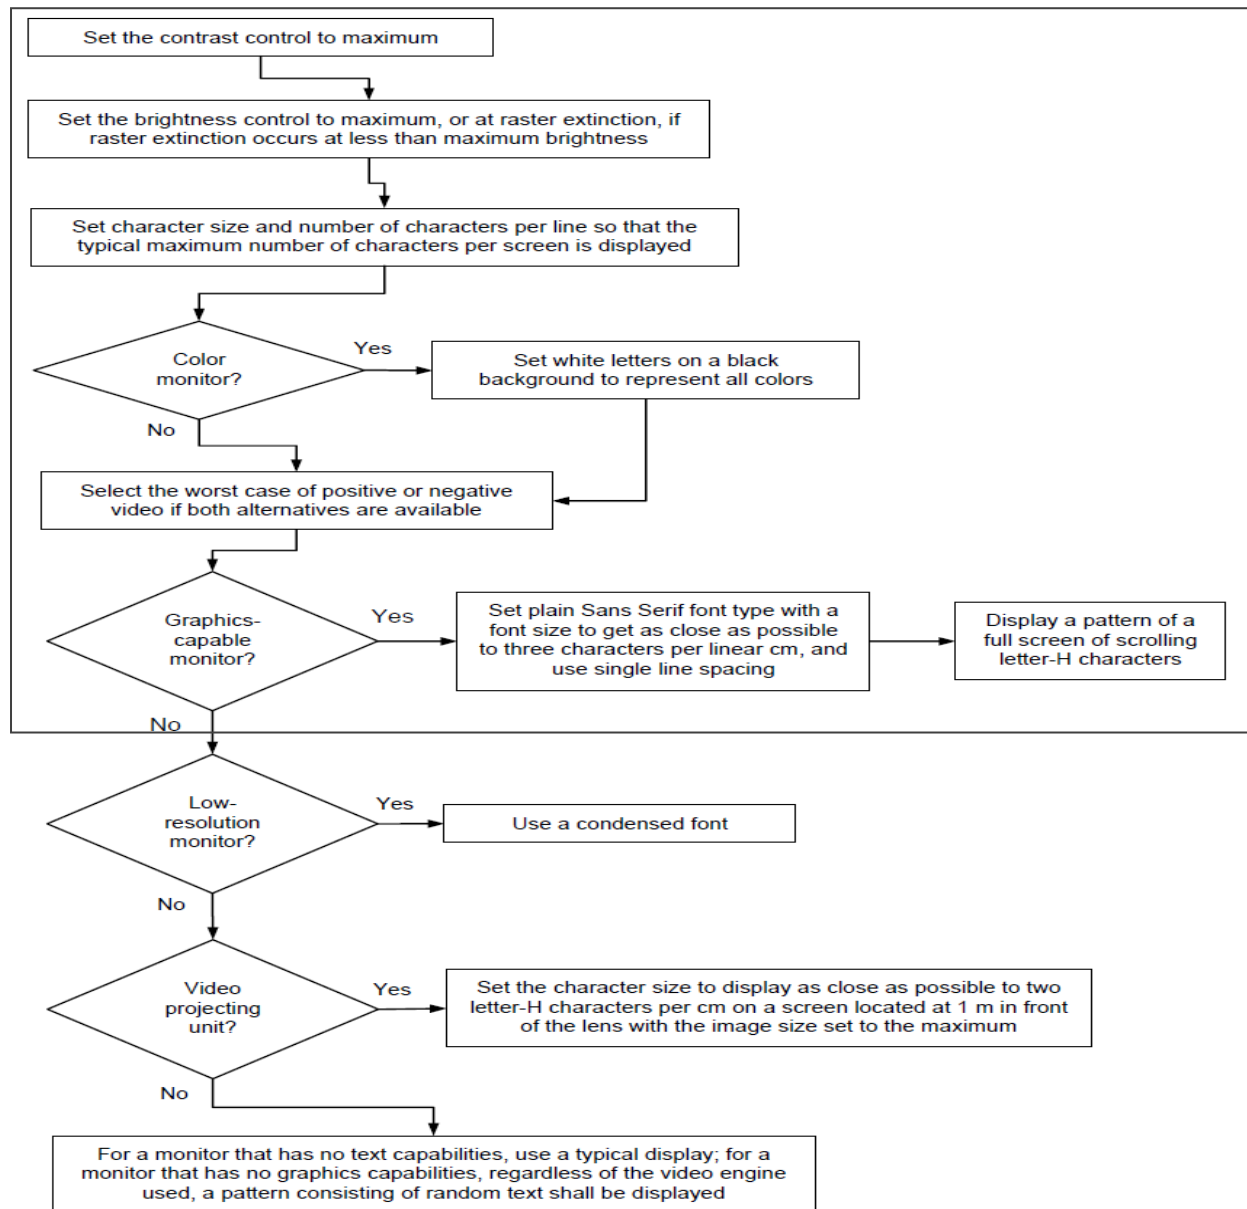 Set the contrast control to maximum
Set the brightness control to maximum, or at raster extinction, if
raster extinction occurs at less than maximum brightness
Set character size and number of characters per line so that the
typical maximum number of characters per screen is displayed
Color
monitor?
Yes
Set white letters on a black
background to represent all colors
No
Select the worst case of positive or negative
video if both alternatives are available
Graphics-
capable
monitor?
Yes
Set plain Sans Serif font type with a
font size to get as close as possible
to three characters per linear cm, and
use single line spacing
Display a pattern of a
full screen of scrolling
letter-H characters
No
Low-
resolution
monitor?
Yes
Use a condensed font
No
Video
projecting
unit?
Yes
Set the character size to display as close as possible to two
letter-H characters per cm on a screen located at 1 m in front
of the lens with the image size set to the maximum
No
For a monitor that has no text capabilities, use a typical display; for
a monitor that has no graphics capabilities, regardless of the video engine
used, a pattern consisting of random text shall be displayed